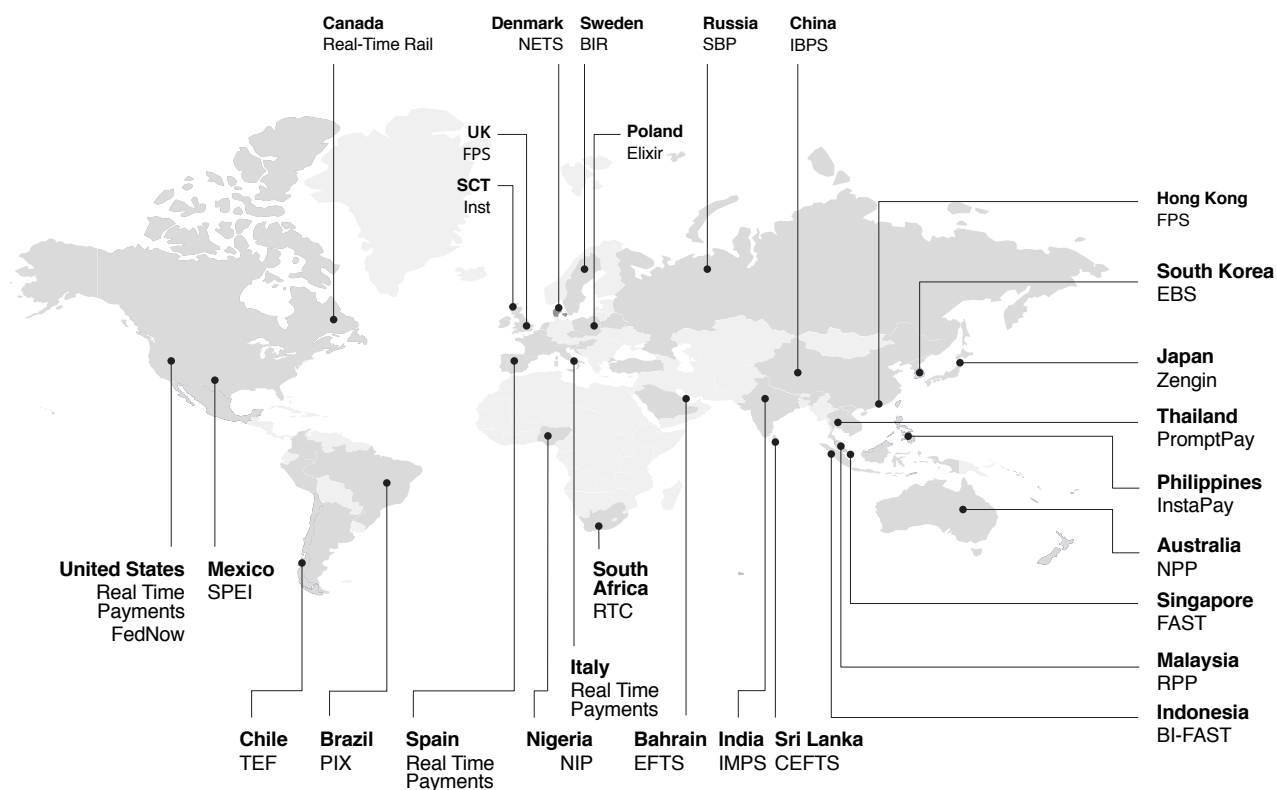 Canada
Real-Time Rail
Denmark
NETS
Sweden
BIR
Russia
SBP
China
IBPS
UK
FPS
Poland
Elixir
SCT
Inst
Hong Kong
FPS
South Korea
EBS
Japan
Zengin
Thailand
PromptPay
Philippines
InstaPay
Australia
NPP
Singapore
FAST
Malaysia
RPP
Indonesia
BI-FAST
United States
Real Time
Payments
FedNow
Mexico
SPEI
South
Africa
RTC
Italy
Real Time
Payments
Chile
TEF
Brazil
PIX
Spain
Real Time
Payments
Nigeria
NIP
Bahrain
EFTS
India
IMPS
Sri Lanka
CEFTS